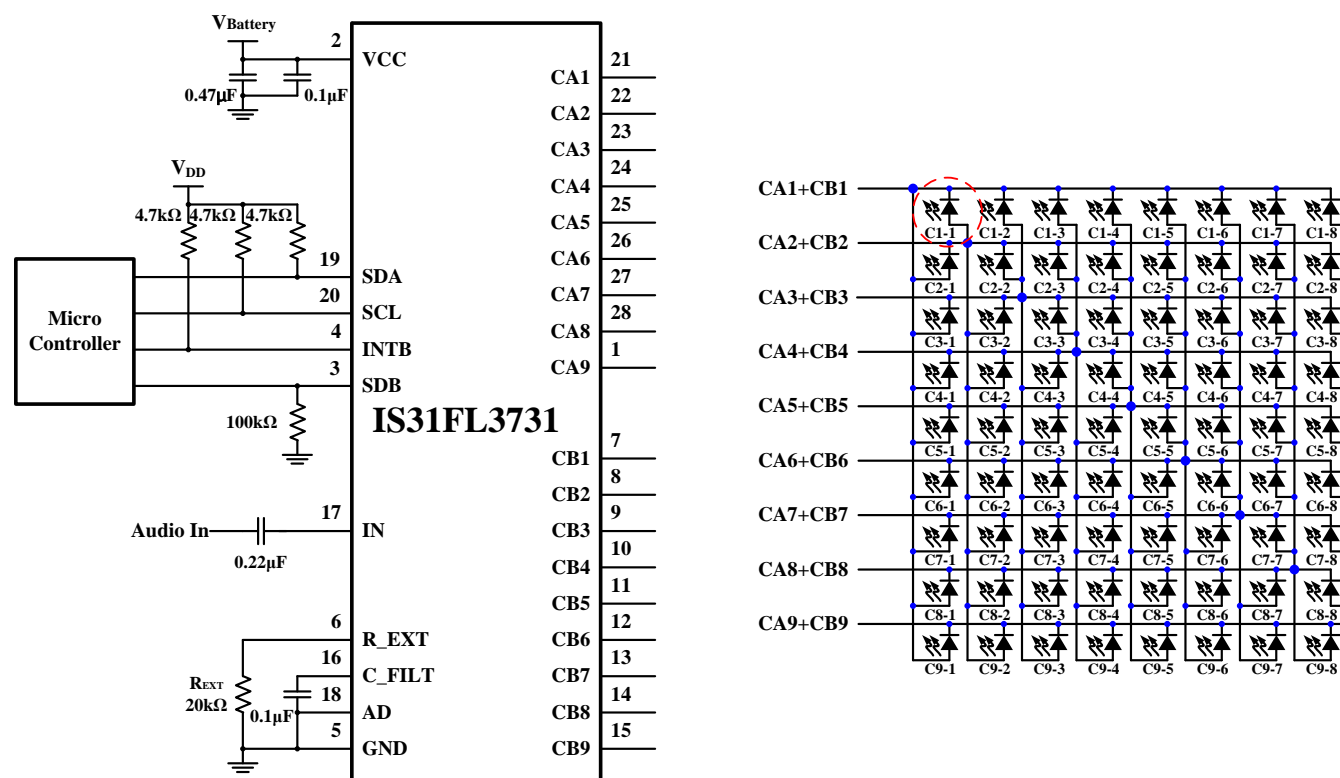 VBattery
2
VCC
0.47µF
0.1µF
VDD
4.7kΩ 4.7kΩ 4.7kΩ
Micro
Controller
19
SDA
20
SCL
4
INTB
3
SDB
100kΩ
IS31FL3731
Audio In
0.22µF
17
IN
6
R_EXT
16
C_FILT
18
AD
5
GND
REXT
20kΩ
0.1µF
21
CA1
22
CA2
23
CA3
24
CA4
25
CA5
26
CA6
27
CA7
28
CA8
1
CA9
7
CB1
8
CB2
9
CB3
10
CB4
11
CB5
12
CB6
13
CB7
14
CB8
15
CB9
CA1+CB1
C1-1 C1-2 C1-3 C1-4 C1-5 C1-6 C1-7 C1-8
CA2+CB2
C2-1 C2-2 C2-3 C2-4 C2-5 C2-6 C2-7 C2-8
CA3+CB3
C3-1 C3-2 C3-3 C3-4 C3-5 C3-6 C3-7 C3-8
CA4+CB4
C4-1 C4-2 C4-3 C4-4 C4-5 C4-6 C4-7 C4-8
CA5+CB5
C5-1 C5-2 C5-3 C5-4 C5-5 C5-6 C5-7 C5-8
CA6+CB6
C6-1 C6-2 C6-3 C6-4 C6-5 C6-6 C6-7 C6-8
CA7+CB7
C7-1 C7-2 C7-3 C7-4 C7-5 C7-6 C7-7 C7-8
CA8+CB8
C8-1 C8-2 C8-3 C8-4 C8-5 C8-6 C8-7 C8-8
CA9+CB9
C9-1 C9-2 C9-3 C9-4 C9-5 C9-6 C9-7 C9-8